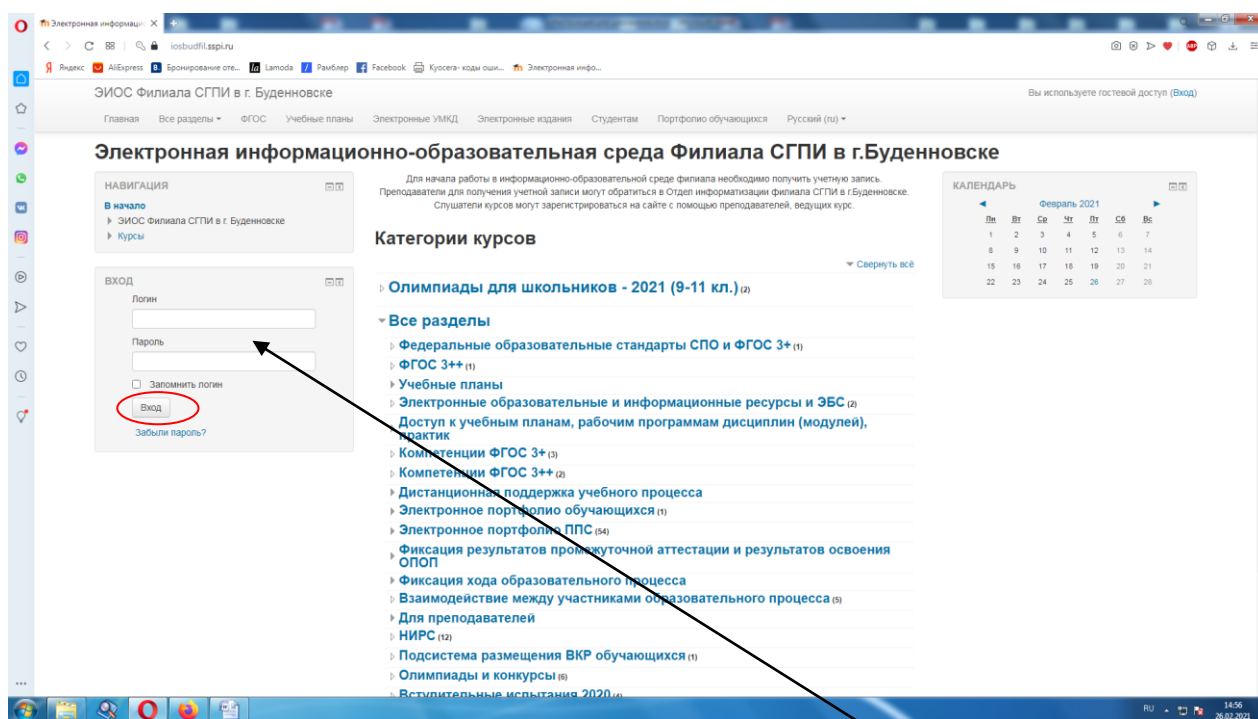 Электронная информаци
iosbudfil.sspi.ru
Яндекс AliExpress Бронирование оте... Lamoda Рамблер Facebook Kyocera- коды оши... Электронная инфо...
ЭИОС Филиала СГПИ в г. Буденновске
Вы используете гостевой доступ (Вход)
Главная Все разделы ФГОС Учебные планы Электронные УМКД Электронные издания Студентам Портфолио обучающихся Русский (ru)
Электронная информационно-образовательная среда Филиала СГПИ в г.Буденновске
НАВИГАЦИЯ
В начало
ЭИОС Филиала СГПИ в г. Буденновске
Курсы
ВХОД
Логин
Пароль
Запомнить логин
Вход
Забыли пароль?
Для начала работы в информационно-образовательной среде филиала необходимо получить учетную запись.
Преподаватели для получения учетной записи могут обратиться в Отдел информатизации филиала СГПИ в г.Буденновске.
Слушатели курсов могут зарегистрироваться на сайте с помощью преподавателей, ведущих курс.
Категории курсов
Свернуть всё
Олимпиады для школьников - 2021 (9-11 кл.) (2)
Все разделы
Федеральные образовательные стандарты СПО и ФГОС 3+ (1)
ФГОС 3++ (1)
Учебные планы
Электронные образовательные и информационные ресурсы и ЭБС (2)
Доступ к учебным планам, рабочим программам дисциплин (модулей),
практик
Компетенции ФГОС 3+ (3)
Компетенции ФГОС 3++ (2)
Дистанционная поддержка учебного процесса
Электронное портфолио обучающихся (1)
Электронное портфолио ППС (54)
Фиксация результатов промежуточной аттестации и результатов освоения
ОПОП
Фиксация хода образовательного процесса
Взаимодействие между участниками образовательного процесса (5)
Для преподавателей
НИРС (12)
Подсистема размещения ВКР обучающихся (1)
Олимпиады и конкурсы (6)
Вступительные испытания 2020 (4)
КАЛЕНДАРЬ
Февраль 2021
Пн Вт Ср Чт Пт Сб Вс
1 2 3 4 5 6 7
8 9 10 11 12 13 14
15 16 17 18 19 20 21
22 23 24 25 26 27 28
RU
14:56
26.02.2021